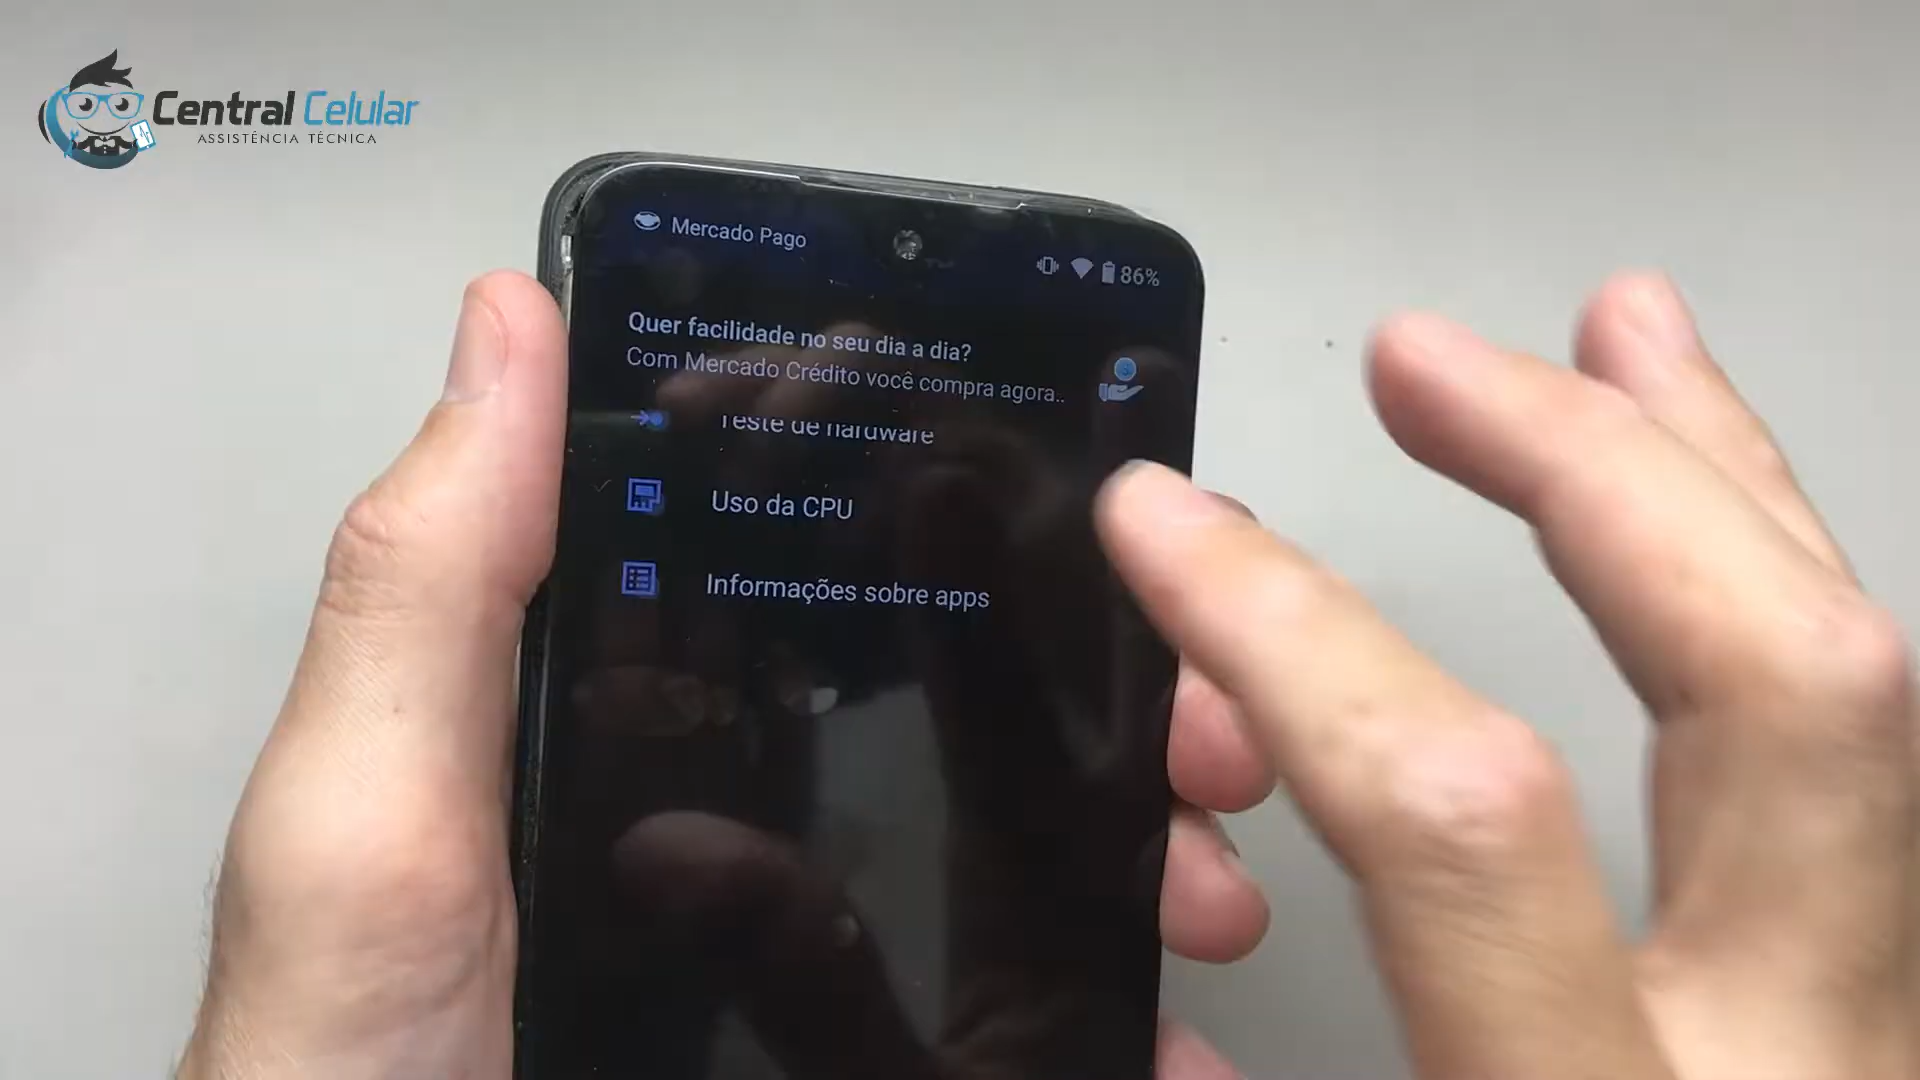 Central Celular
ASSISTÊNCIA TÉCNICA
Mercado Pago
86%
Quer facilidade no seu dia a dia?
Com Mercado Crédito você compra agora..
Teste de hardware
Uso da CPU
Informações sobre apps